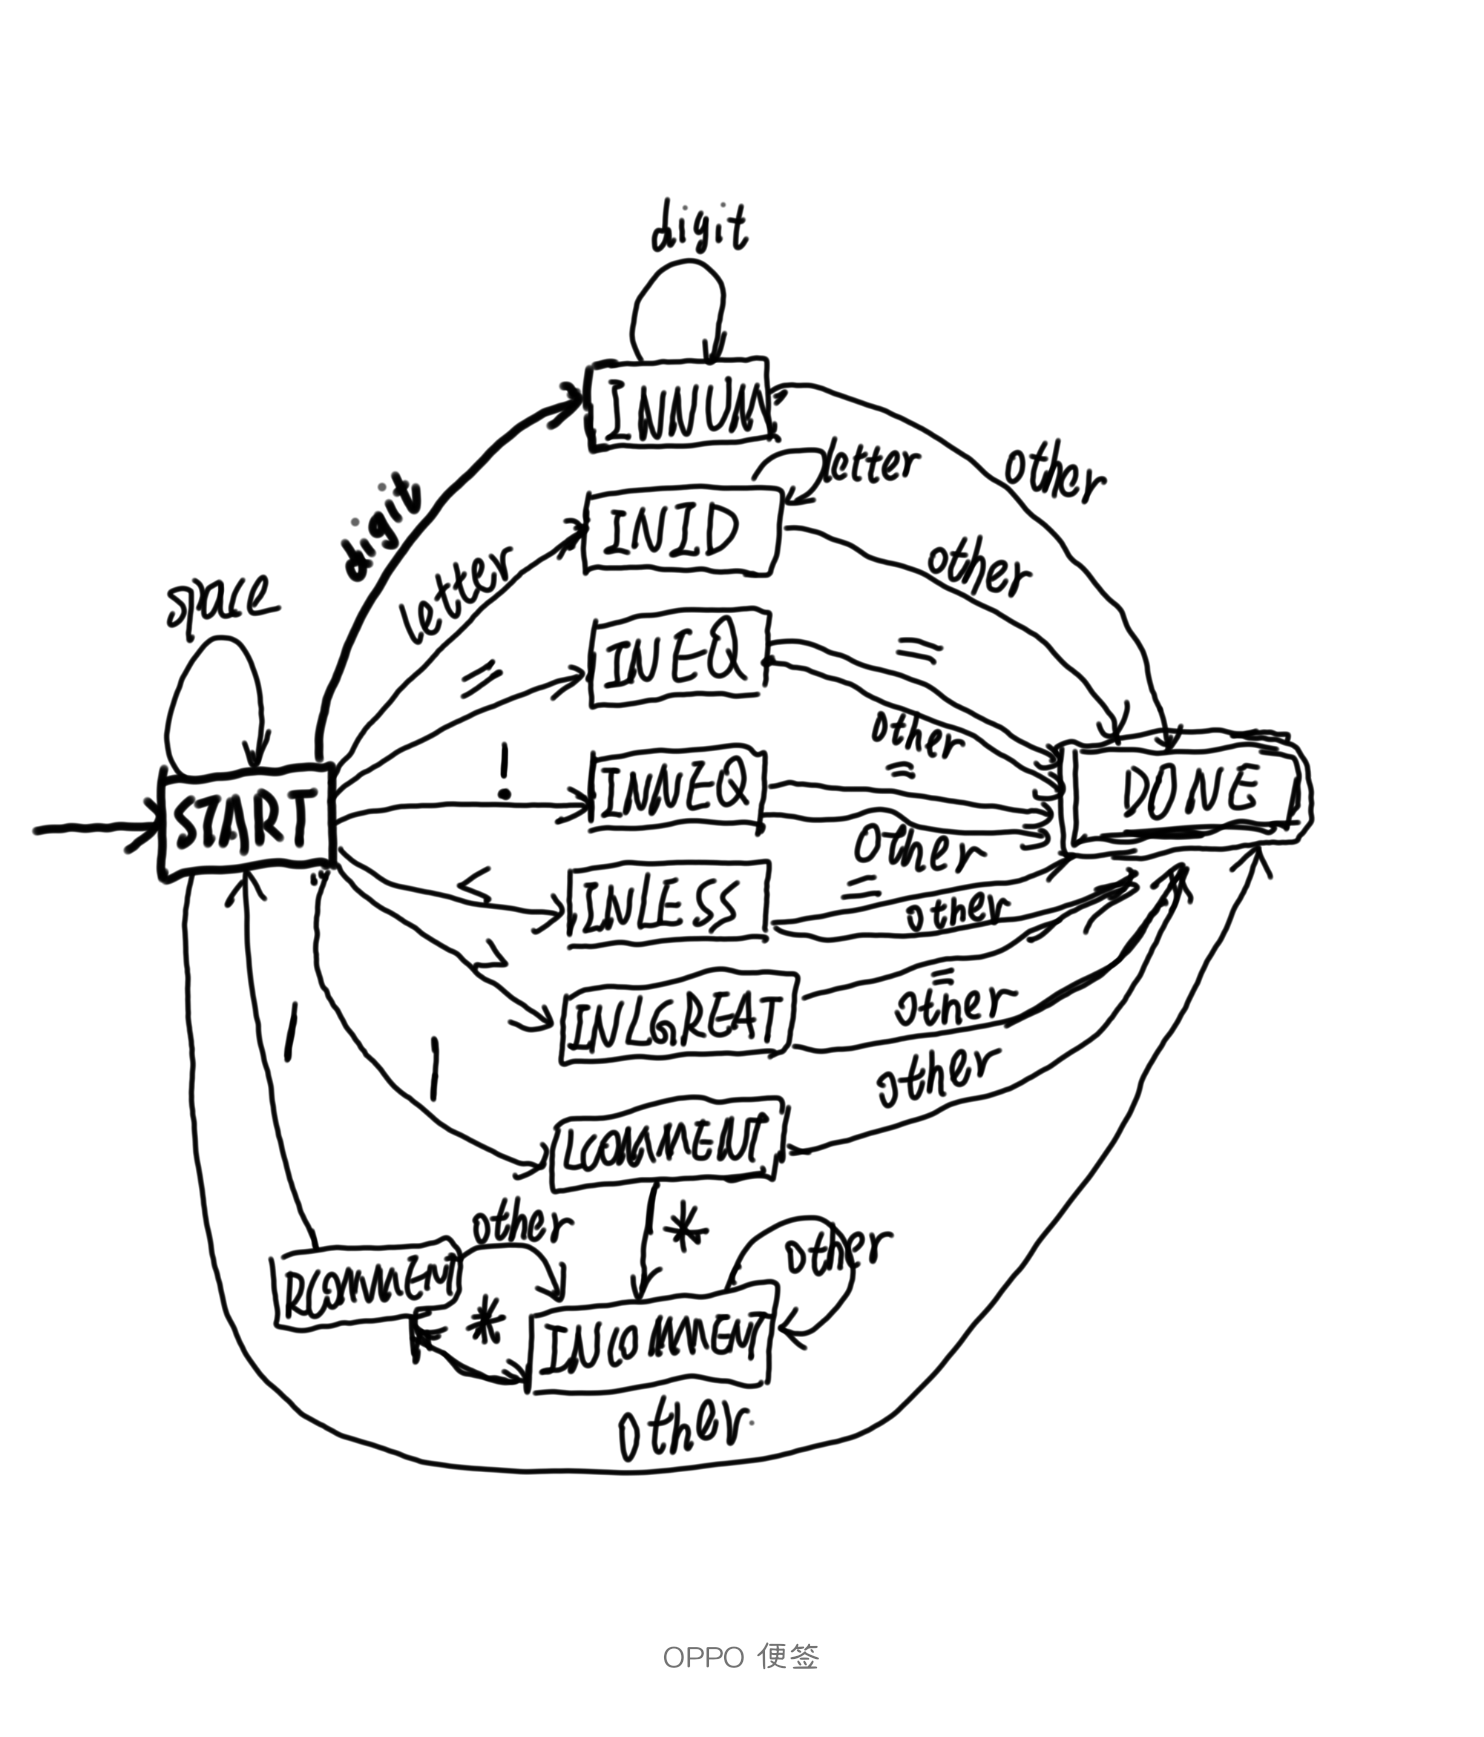 digit
INNUM
other
letter
INID
digit
letter
other
space
=
INEQ
=
other
!
INNEQ
=
START
DONE
other
<
INLESS
=
other
>
INLGREAT
=
other
/
/
other
LCOMMENT
other
*
other
RCOMMENT
*
INCOMMENT
other
OPPO 便签